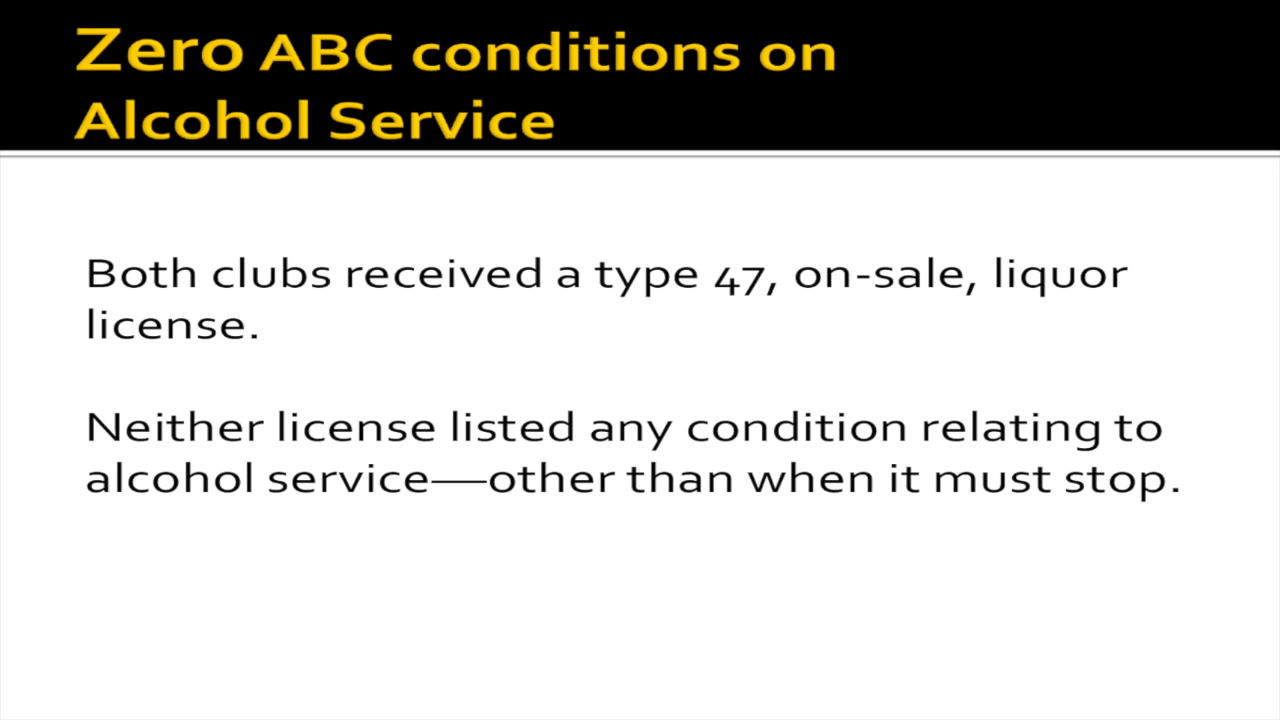 Zero ABC conditions on
Alcohol Service
Both clubs received a type 47, on-sale, liquor
license.
Neither license listed any condition relating to
alcohol service—other than when it must stop.